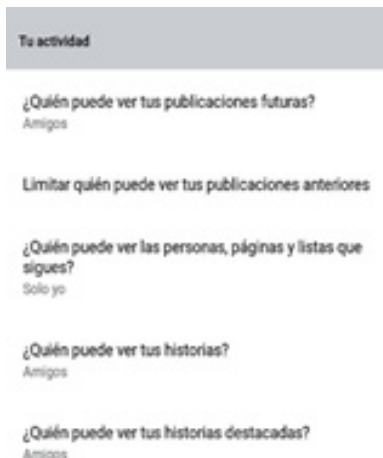 Tu actividad
¿Quién puede ver tus publicaciones futuras?
Amigos
Limitar quién puede ver tus publicaciones anteriores
¿Quién puede ver las personas, páginas y listas que
sigues?
Solo yo
¿Quién puede ver tus historias?
Amigos
¿Quién puede ver tus historias destacadas?
Amigos